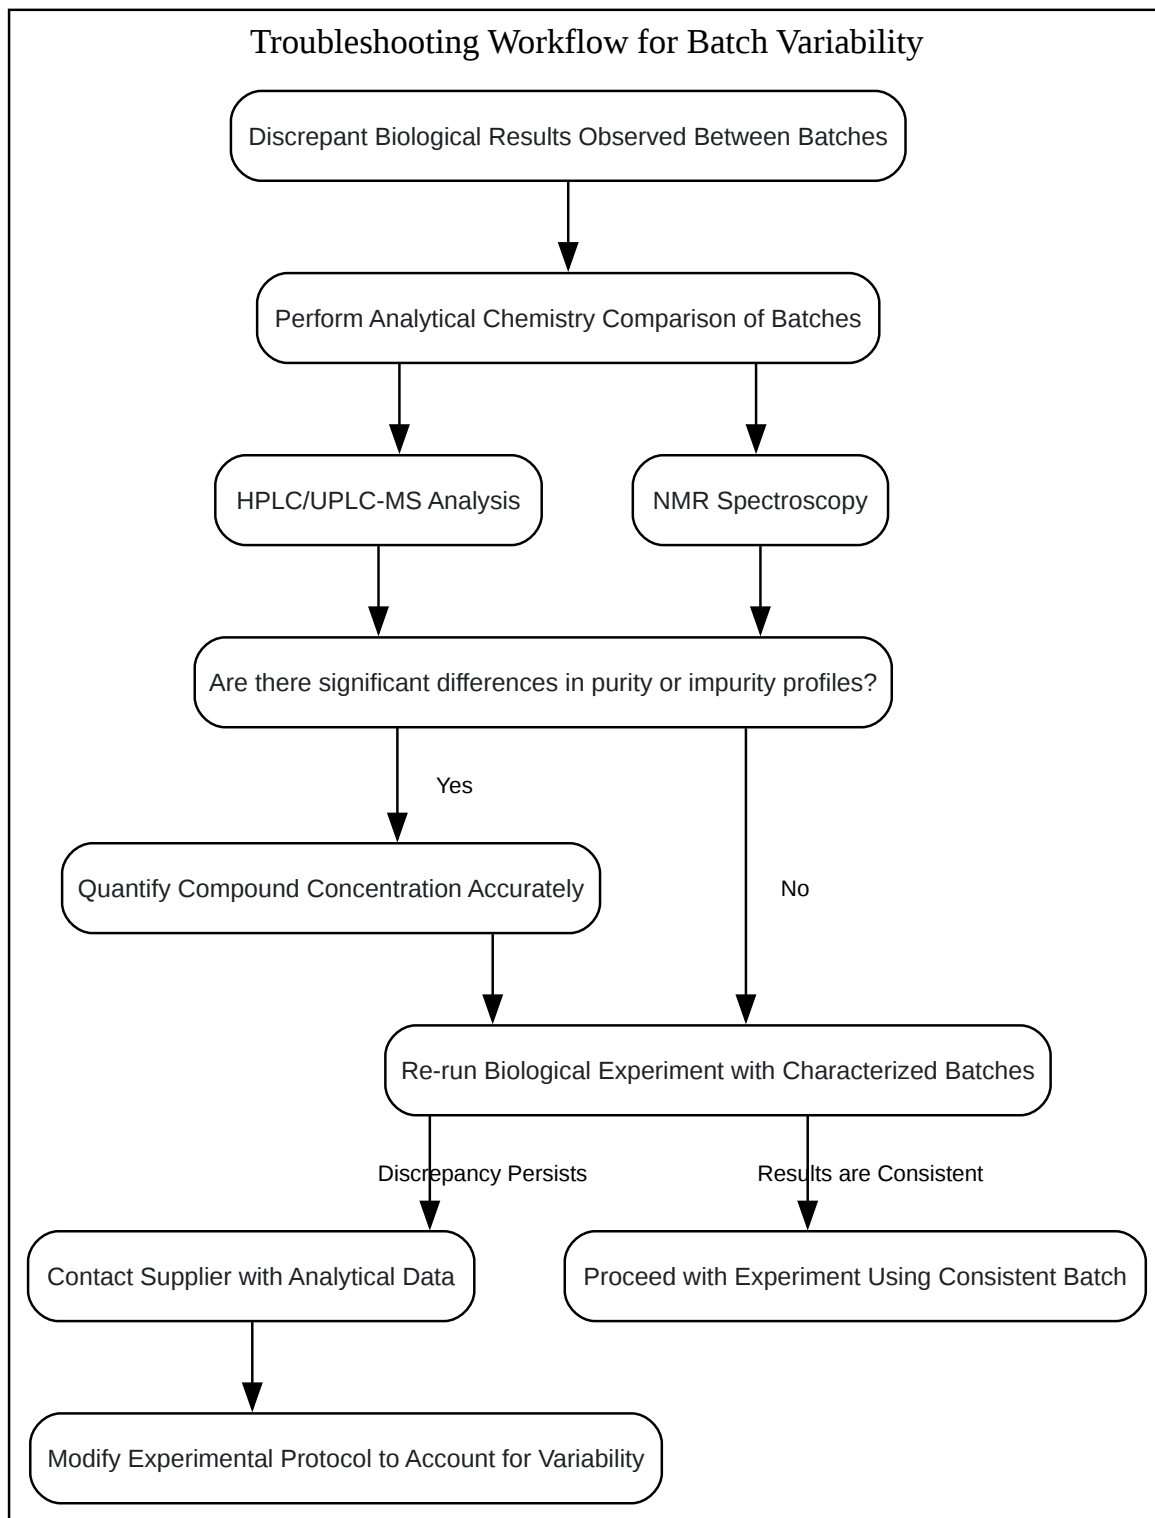 Troubleshooting Workflow for Batch Variability
Discrepant Biological Results Observed Between Batches
Perform Analytical Chemistry Comparison of Batches
HPLC/UPLC-MS Analysis
NMR Spectroscopy
Are there significant differences in purity or impurity profiles?
Yes
Quantify Compound Concentration Accurately
No
Re-run Biological Experiment with Characterized Batches
Discrepancy Persists
Results are Consistent
Contact Supplier with Analytical Data
Proceed with Experiment Using Consistent Batch
Modify Experimental Protocol to Account for Variability